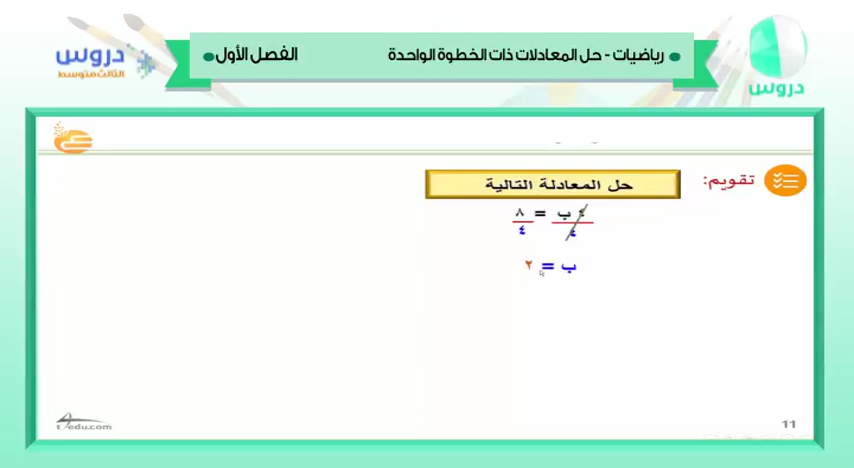 رياضيات - حل المعادلات ذات الخطوة الواحدة
الفصل الأول
دروس
الثالث متوسط
دروس
تقويم:
حل المعادلة التالية
٤ ب = ٨
٤ ٤
ب = ٢
t4edu.com
11